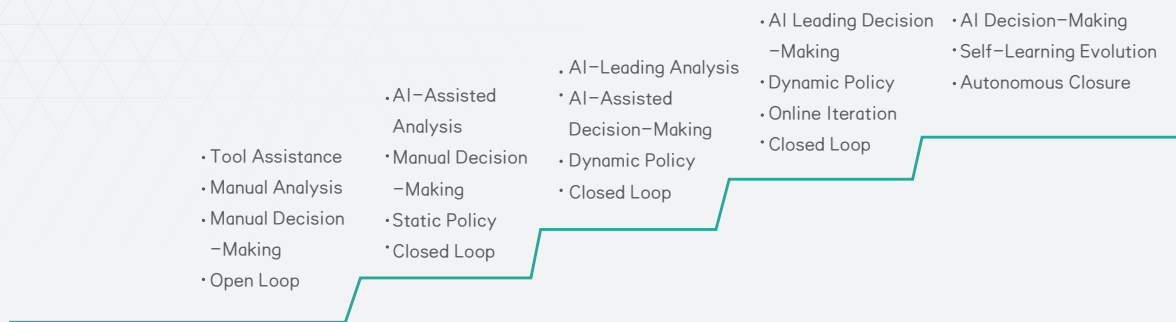 • Tool Assistance
• Manual Analysis
• Manual Decision
-Making
• Open Loop
• AI-Assisted
Analysis
• Manual Decision
-Making
• Static Policy
• Closed Loop
• AI-Leading Analysis
• AI-Assisted
Decision-Making
• Dynamic Policy
• Closed Loop
• AI Leading Decision
-Making
• Dynamic Policy
• Online Iteration
• Closed Loop
• AI Decision-Making
• Self-Learning Evolution
• Autonomous Closure